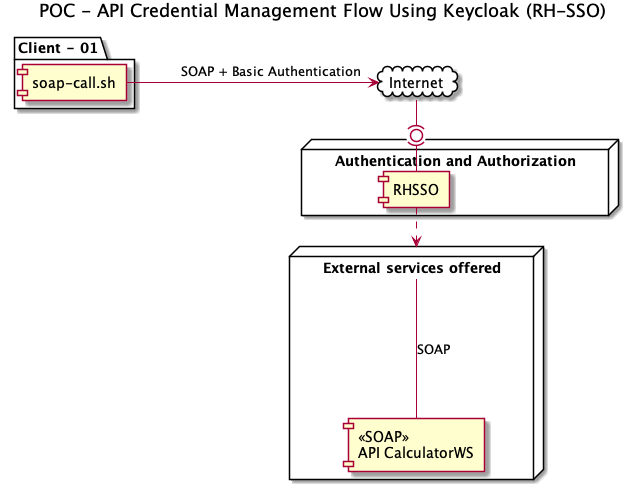 POC - API Credential Management Flow Using Keycloak (RH-SSO)
Client - 01
soap-call.sh
SOAP + Basic Authentication
Internet
Authentication and Authorization
RHSSO
External services offered
SOAP
«SOAP»
API CalculatorWS